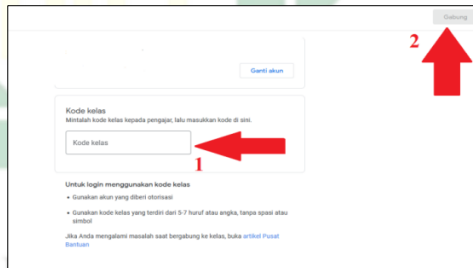 Gabung
2
Ganti akun
Kode kelas
Mintalah kode kelas kepada pengajar, lalu masukkan kode di sini.
Kode kelas
1
Untuk login menggunakan kode kelas
• Gunakan akun yang diberi otorisasi
• Gunakan kode kelas yang terdiri dari 5-7 huruf atau angka, tanpa spasi atau
simbol
Jika Anda mengalami masalah saat bergabung ke kelas, buka artikel Pusat
Bantuan